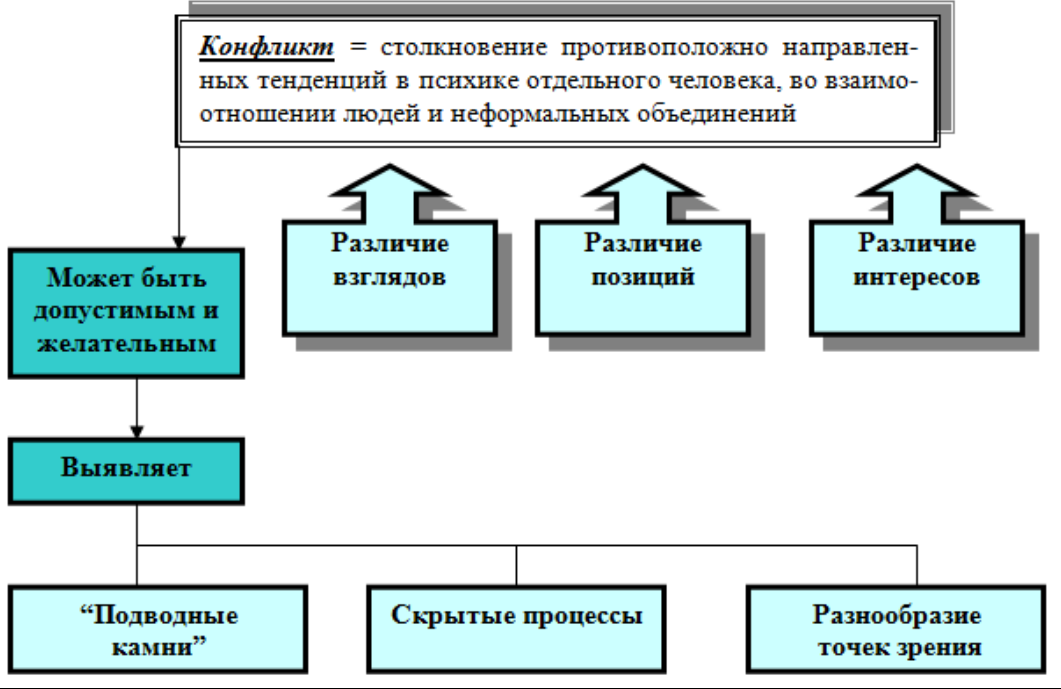 Конфликт = столкновение противоположно направлен-
ных тенденций в психике отдельного человека, во взаимо-
отношении людей и неформальных объединений
Различие
взглядов
Различие
позиций
Различие
интересов
Может быть
допустимым и
желательным
Выявляет
“Подводные
камни”
Скрытые процессы
Разнообразие
точек зрения